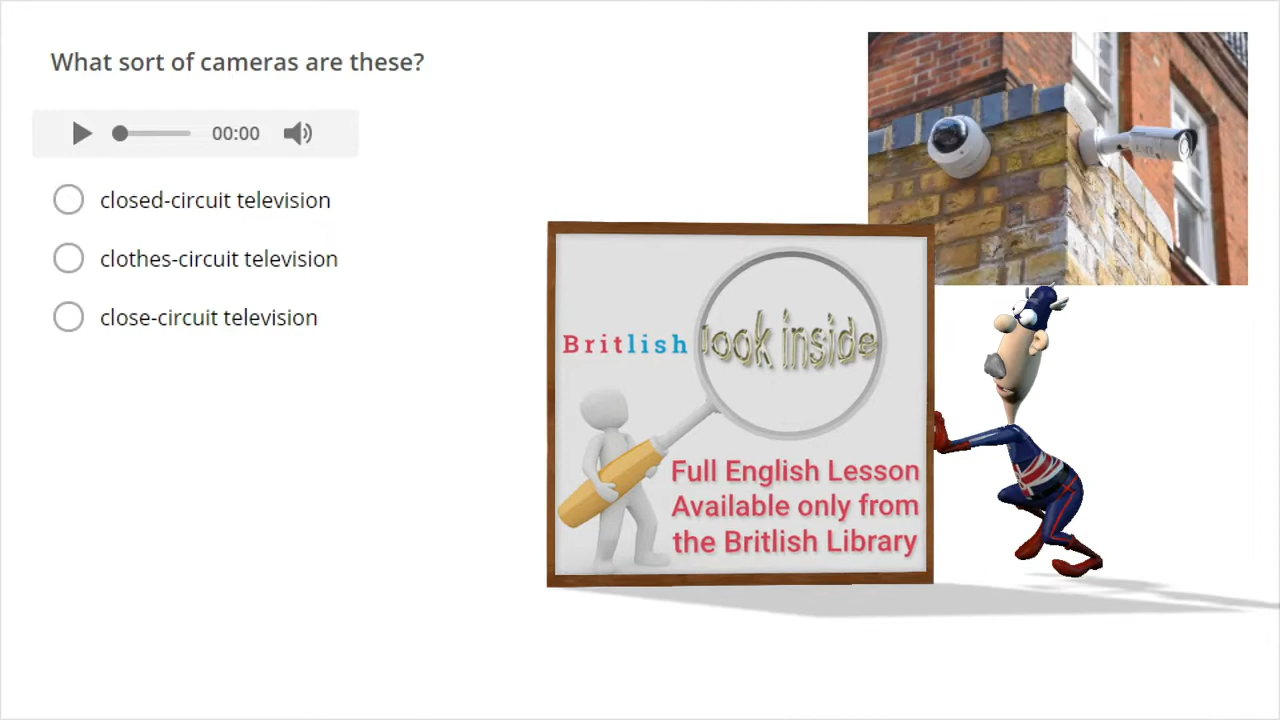 What sort of cameras are these?
00:00
closed-circuit television
clothes-circuit television
close-circuit television
Britlish
look inside
Full English Lesson
Available only from
the Britlish Library